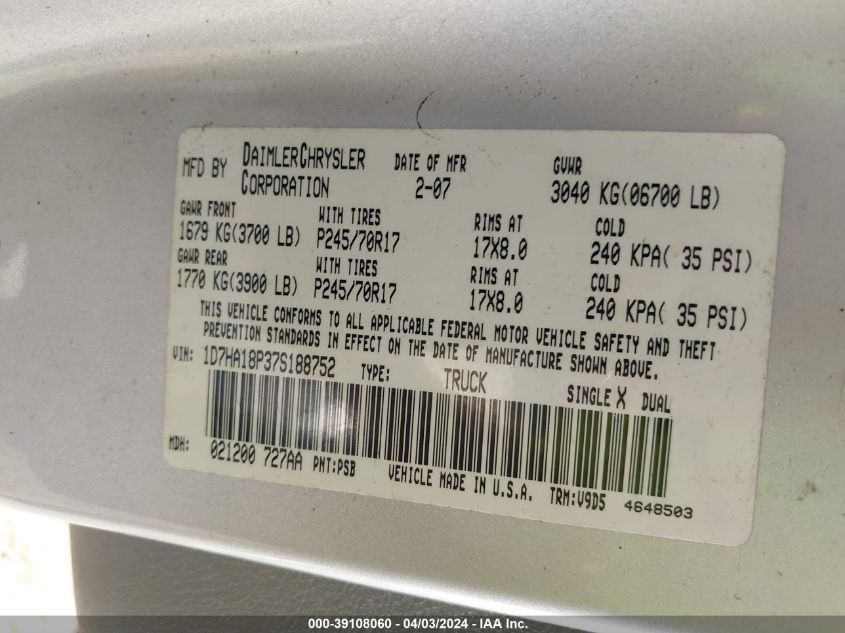 MFD BY DAIMLERCHRYSLER CORPORATION DATE OF MFR 2-07 GVWR 3040 KG(06700 LB)
GAWR FRONT WITH TIRES RIMS AT COLD
1679 KG(3700 LB) P245/70R17 17X8.0 240 KPA( 35 PSI)
GAWR REAR WITH TIRES RIMS AT COLD
1770 KG(3900 LB) P245/70R17 17X8.0 240 KPA( 35 PSI)
THIS VEHICLE CONFORMS TO ALL APPLICABLE FEDERAL MOTOR VEHICLE SAFETY AND THEFT
PREVENTION STANDARDS IN EFFECT ON THE DATE OF MANUFACTURE SHOWN ABOVE.
VIN: 1D7HA18P37S188752 TYPE: TRUCK SINGLE X DUAL
MDH: 021200 727AA PNT:PSB VEHICLE MADE IN U.S.A. TRM:V9D5 4648503
000-39108060 - 04/03/2024 - IAA Inc.